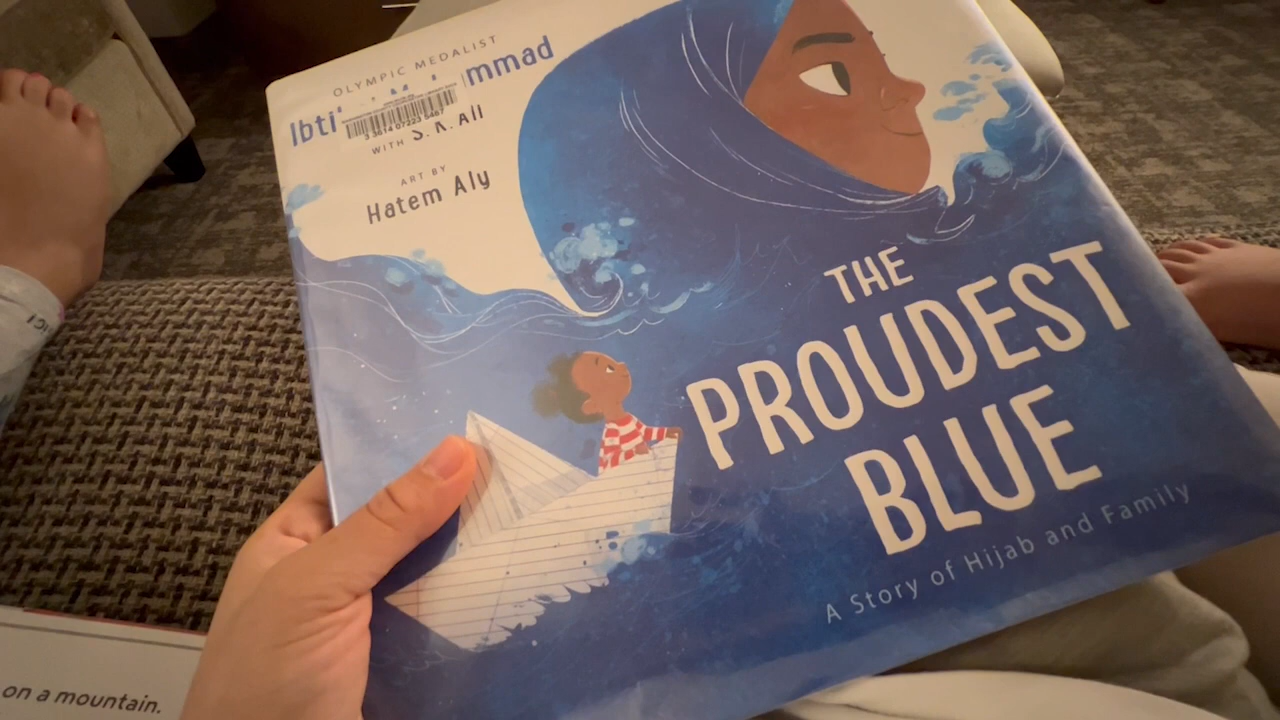 OLYMPIC MEDALIST
Ibti mmad
WITH S. K. Ali
ART BY
Hatem Aly
THE
PROUDEST
BLUE
A Story of Hijab and Family
on a mountain.